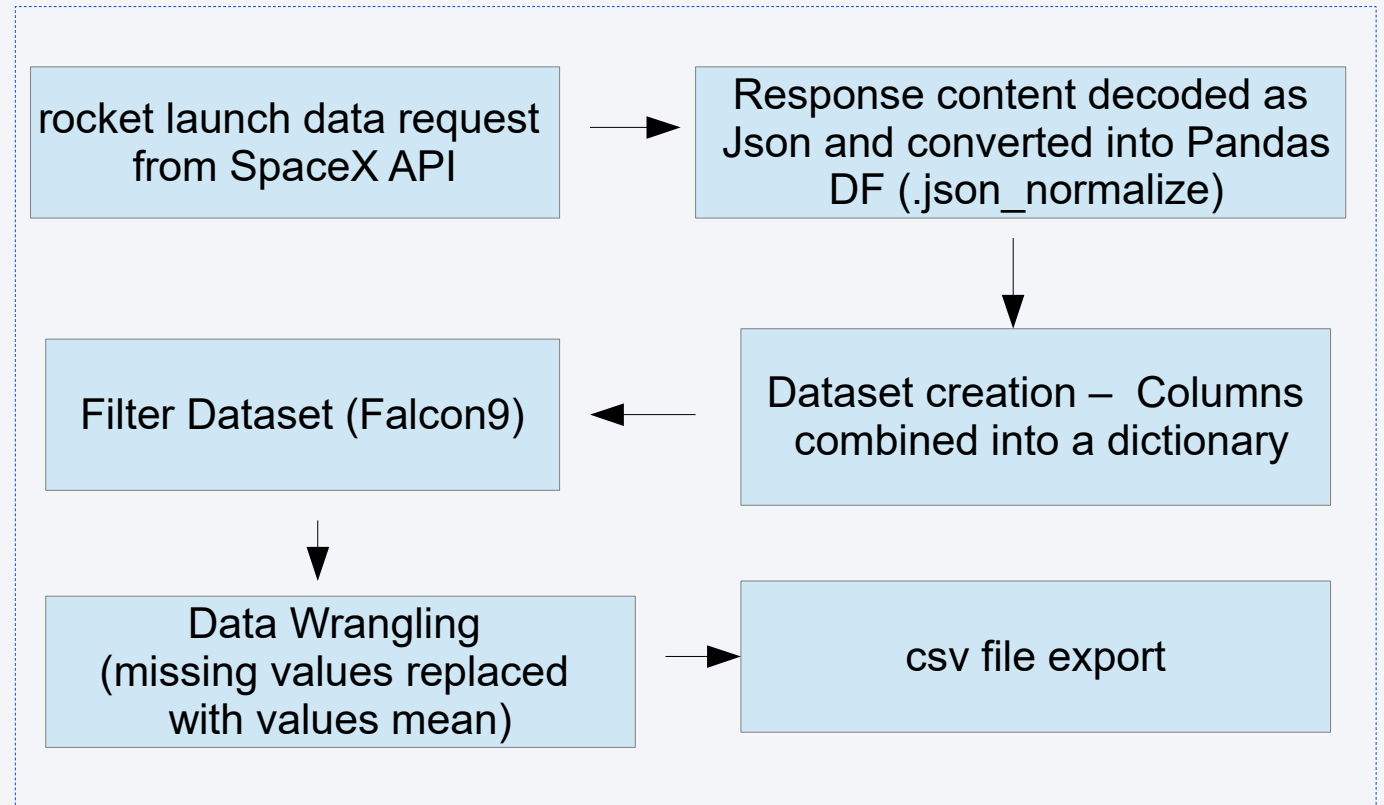 rocket launch data request
from SpaceX API
Response content decoded as
Json and converted into Pandas
DF (.json_normalize)
Dataset creation –  Columns
combined into a dictionary
Filter Dataset (Falcon9)
Data Wrangling
(missing values replaced
with values mean)
csv file export